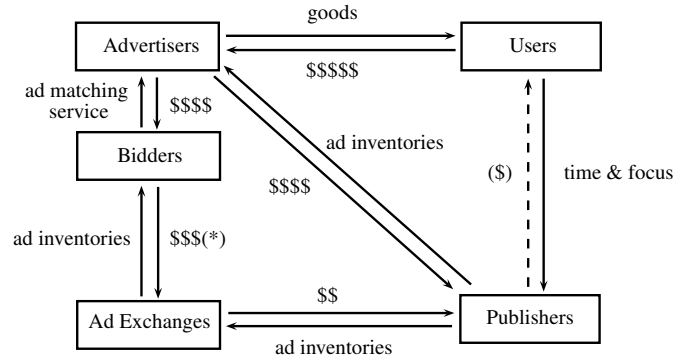 goods
Advertisers
Users
$$$$$
ad matching
service
$$$$
ad inventories
Bidders
$$$$
($)
time & focus
ad inventories
$$$(*)
$$
Ad Exchanges
Publishers
ad inventories